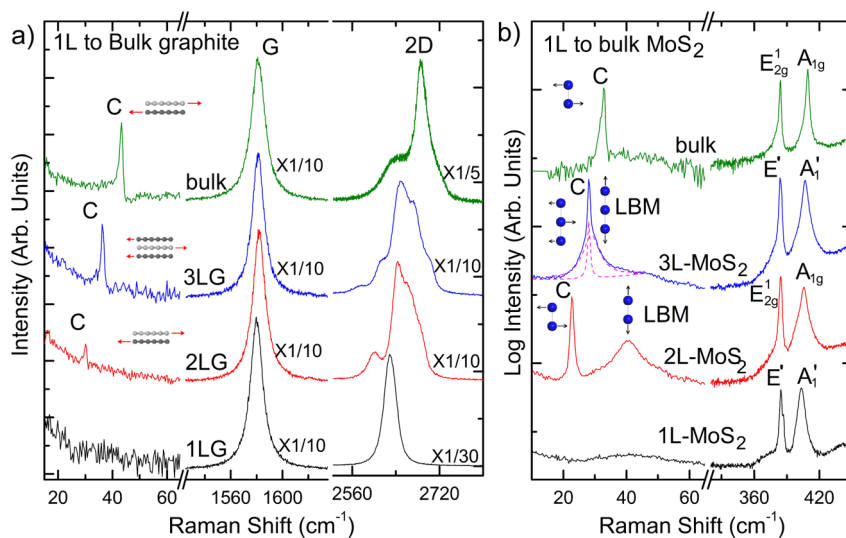 a) 1L to Bulk graphite
G
2D
C
bulk
X1/10
X1/5
C
3LG
X1/10
X1/10
C
2LG
X1/10
X1/10
1LG
X1/10
X1/30
Intensity (Arb. Units)
15 20 40 60 1560 1600 2560 2720
Raman Shift (cm⁻¹)
b) 1L to bulk MoS₂
C
E¹₂g
A₁g
bulk
C
LBM
E'
A₁'
3L-MoS₂
C
LBM
E¹₂g
A₁g
2L-MoS₂
E'
A₁'
1L-MoS₂
Log Intensity (Arb. Units)
20 40 60 360 420
Raman Shift (cm⁻¹)